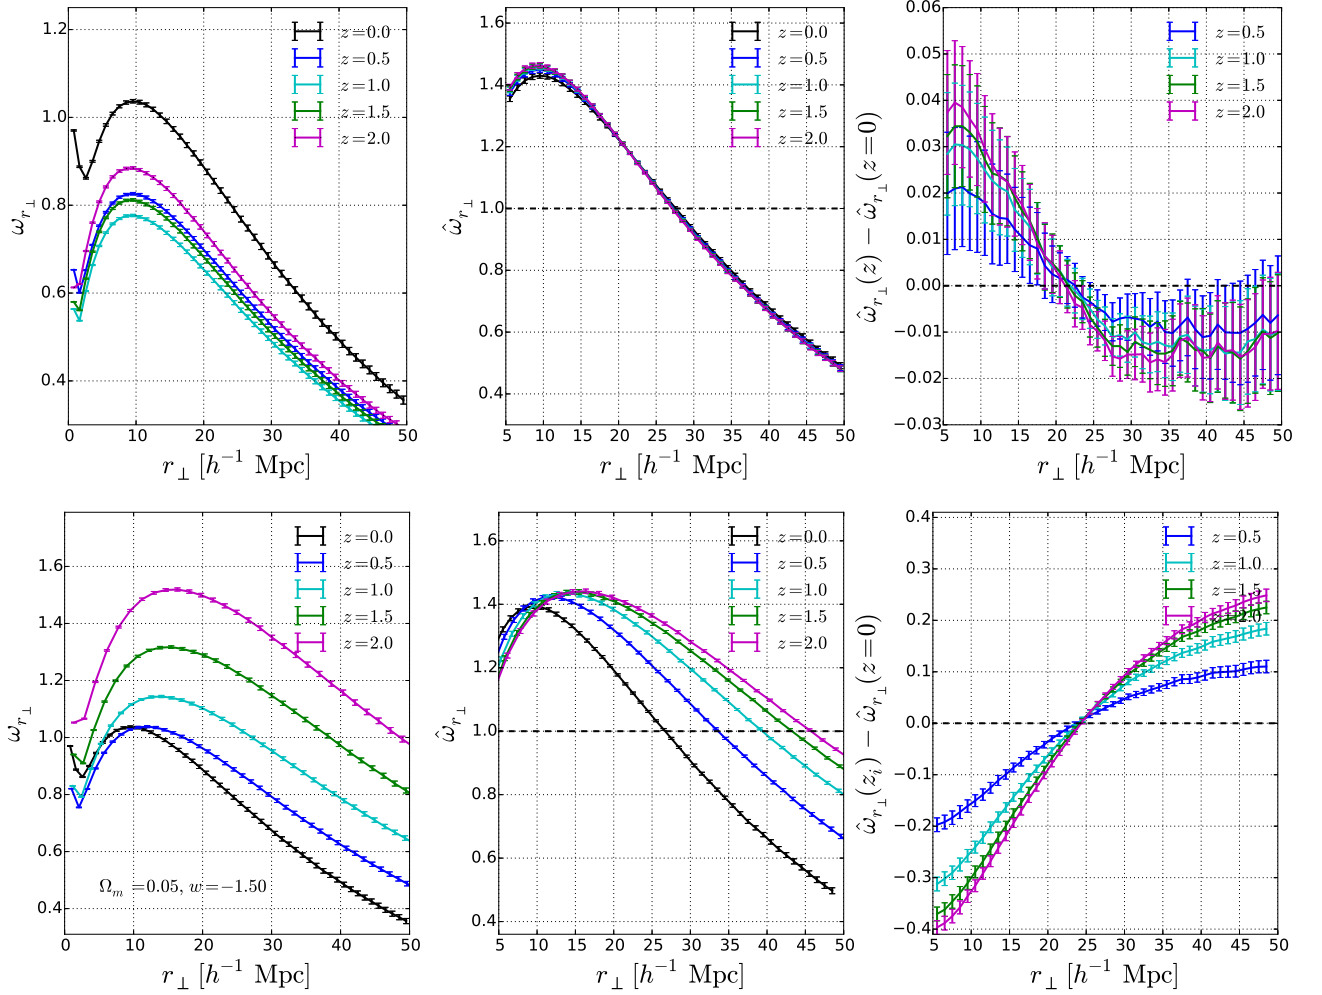 1.2
1.0
0.8
0.6
0.4
0 10 20 30 40 50
ω_{r⊥}
r⊥ [h⁻¹ Mpc]
z=0.0
z=0.5
z=1.0
z=1.5
z=2.0
1.6
1.4
1.2
1.0
0.8
0.6
0.4
5 10 15 20 25 30 35 40 45 50
ω̂_{r⊥}
r⊥ [h⁻¹ Mpc]
z=0.0
z=0.5
z=1.0
z=1.5
z=2.0
0.06
0.05
0.04
0.03
0.02
0.01
0.00
−0.01
−0.02
−0.03
5 10 15 20 25 30 35 40 45 50
ω̂_{r⊥}(z) − ω̂_{r⊥}(z=0)
r⊥ [h⁻¹ Mpc]
z=0.5
z=1.0
z=1.5
z=2.0
1.6
1.4
1.2
1.0
0.8
0.6
0.4
0 10 20 30 40 50
ω_{r⊥}
r⊥ [h⁻¹ Mpc]
z=0.0
z=0.5
z=1.0
z=1.5
z=2.0
Ω_m =0.05, w=−1.50
1.6
1.4
1.2
1.0
0.8
0.6
0.4
5 10 15 20 25 30 35 40 45 50
ω̂_{r⊥}
r⊥ [h⁻¹ Mpc]
z=0.0
z=0.5
z=1.0
z=1.5
z=2.0
0.4
0.3
0.2
0.1
0.0
−0.1
−0.2
−0.3
−0.4
5 10 15 20 25 30 35 40 45 50
ω̂_{r⊥}(z_i) − ω̂_{r⊥}(z=0)
r⊥ [h⁻¹ Mpc]
z=0.5
z=1.0
z=1.5
z=2.0